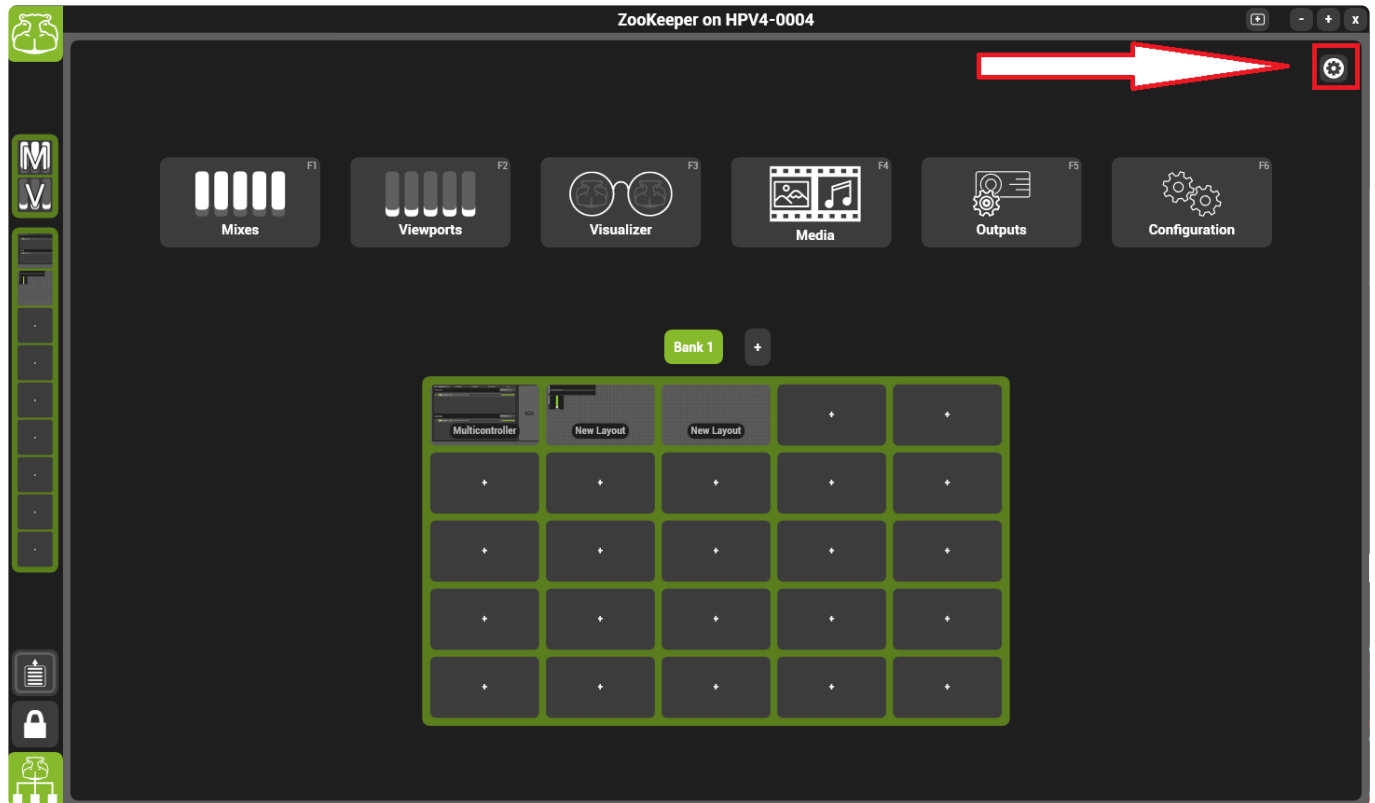 ZooKeeper on HPV4-0004
+
- + x
M
V
F1
Mixes
F2
Viewports
F3
Visualizer
F4
Media
F5
Outputs
F6
Configuration
Bank 1 +
Multicontroller
New Layout
New Layout
+ +
+ + + + +
+ + + + +
+ + + + +
+ + + + +